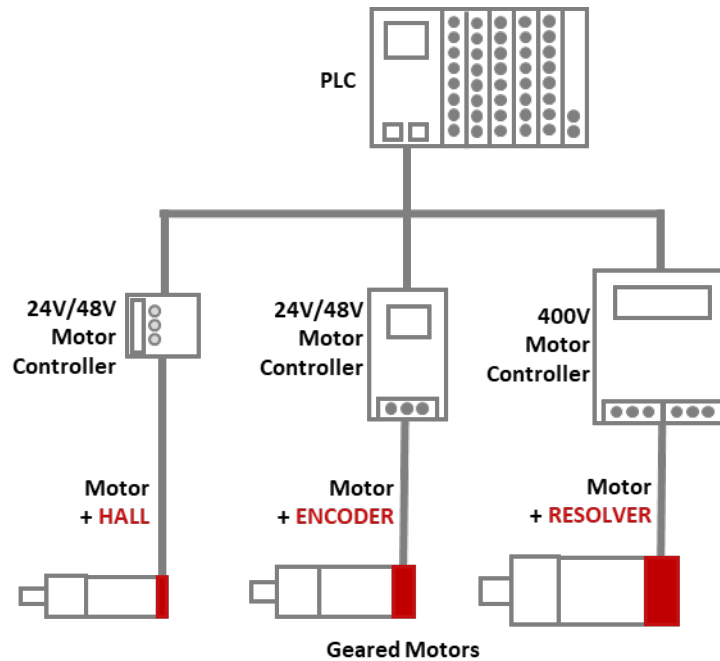 PLC
24V/48V
Motor
Controller
24V/48V
Motor
Controller
400V
Motor
Controller
Motor
+ HALL
Motor
+ ENCODER
Motor
+ RESOLVER
Geared Motors